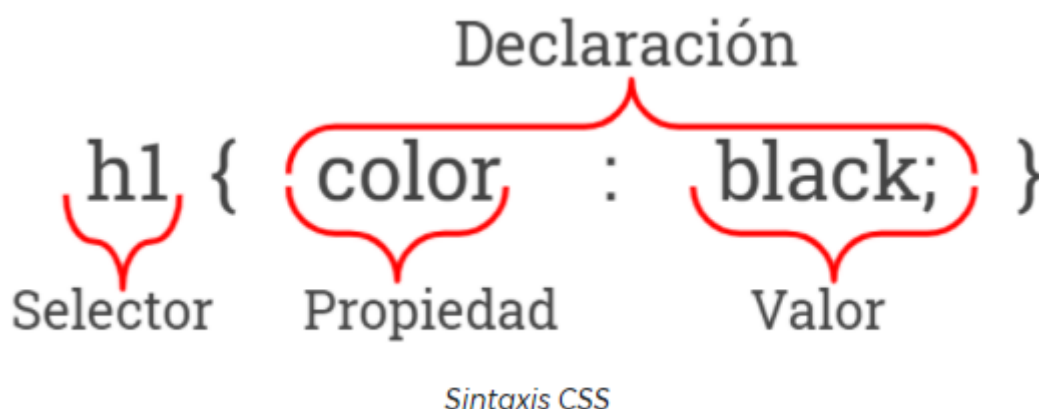 Declaración
h1 { color : black; }
Selector Propiedad Valor
Sintaxis CSS